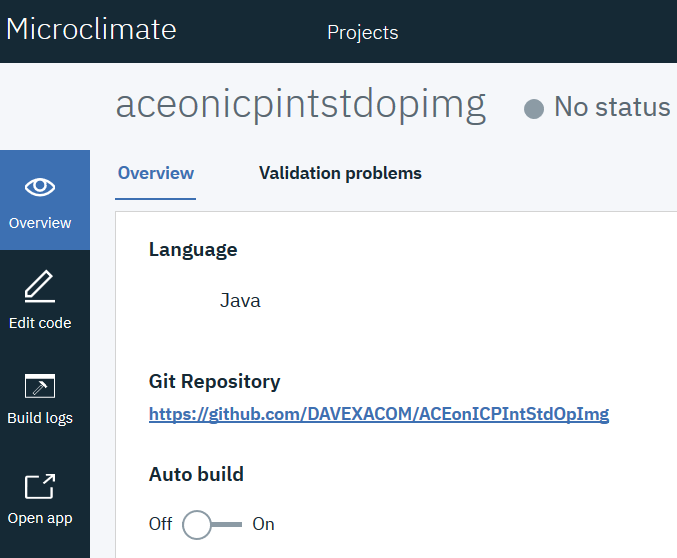 Microclimate
Projects
aceonicpintstdopimg
No status
Overview
Validation problems
Overview
Edit code
Build logs
Open app
Language
Java
Git Repository
https://github.com/DAVEXACOM/ACEonICPIntStdOpImg
Auto build
Off
On